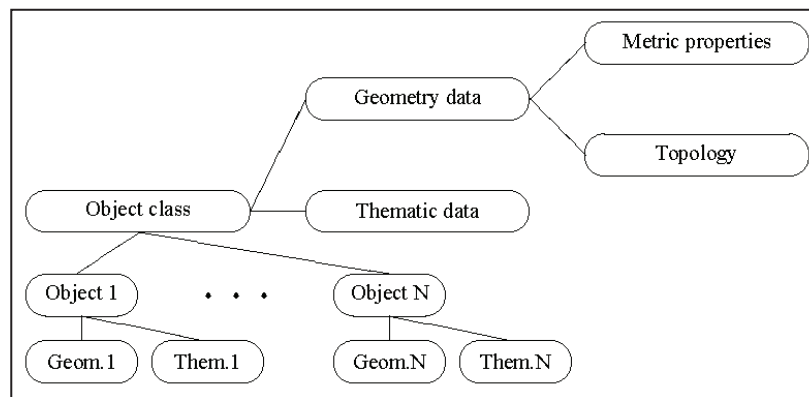 Metric properties
Geometry data
Topology
Object class
Thematic data
Object 1
. . .
Object N
Geom.1
Them.1
Geom.N
Them.N